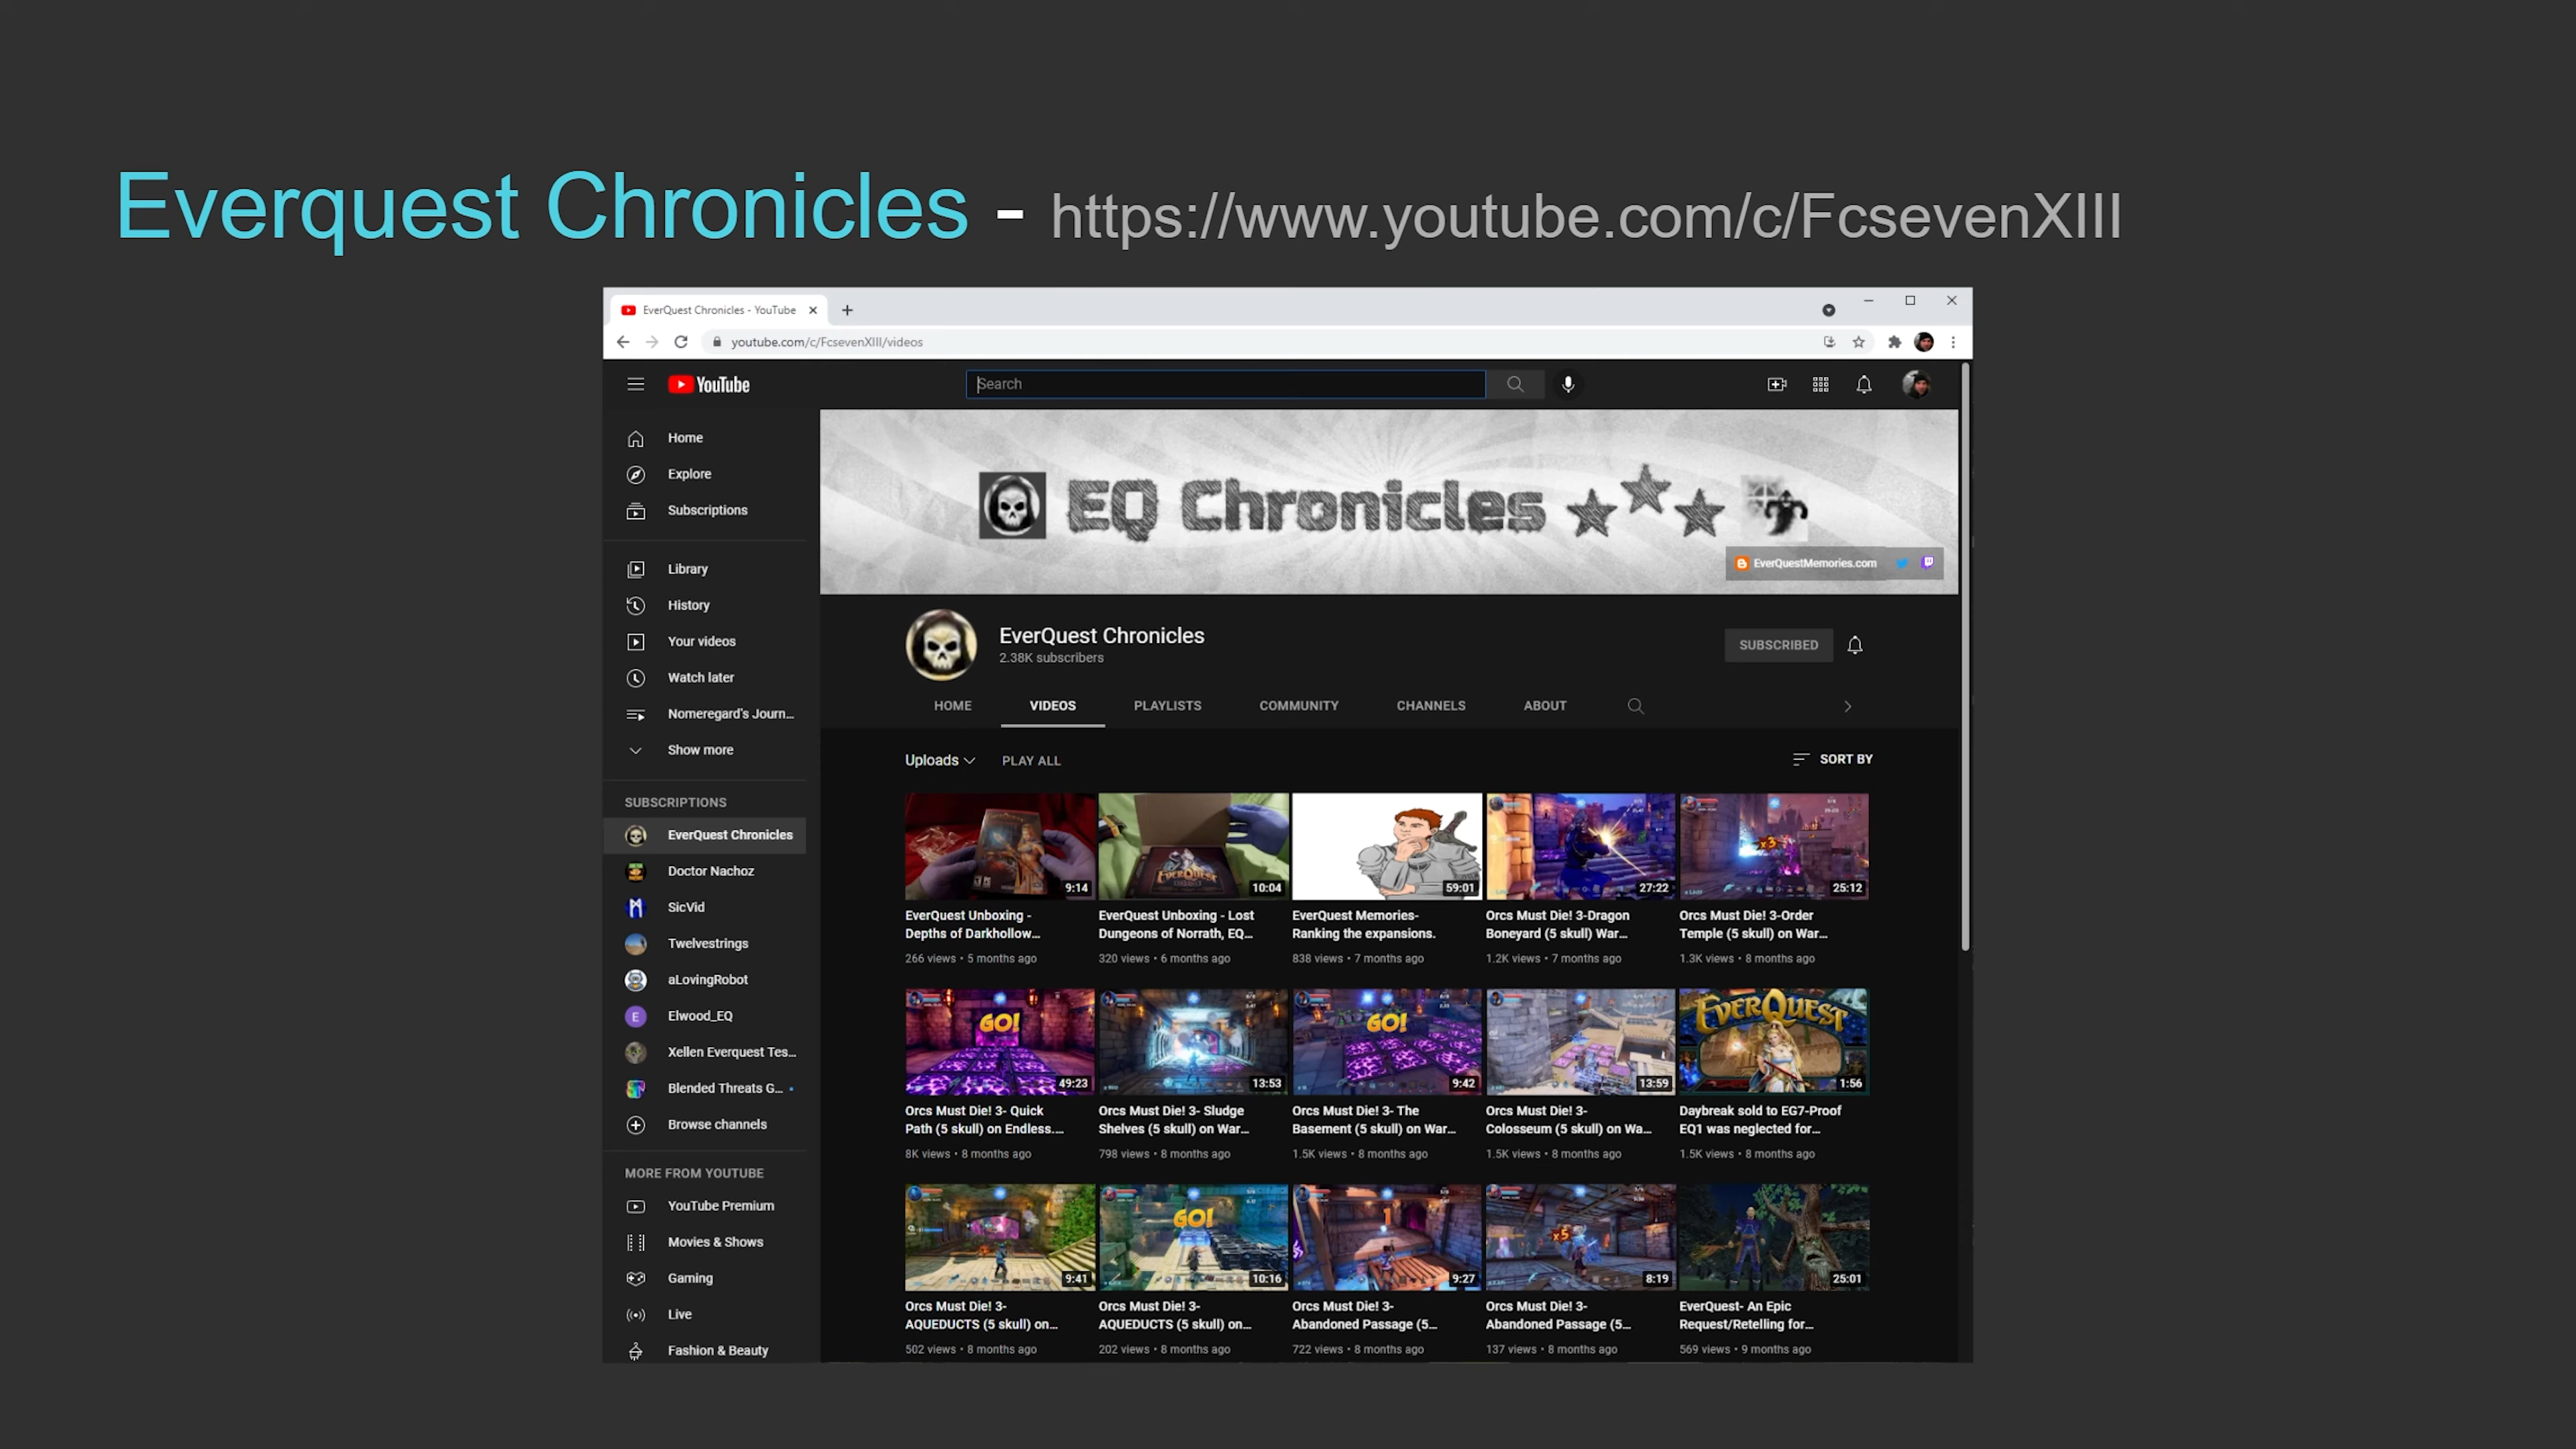 Everquest Chronicles - https://www.youtube.com/c/FcsevenXIII
EverQuest Chronicles - YouTube
youtube.com/c/FcsevenXIII/videos
YouTube
Search
Home
Explore
Subscriptions
Library
History
Your videos
Watch later
Nomeregard's Journ...
Show more
SUBSCRIPTIONS
EverQuest Chronicles
Doctor Nachoz
SicVid
Twelvestrings
aLovingRobot
E
Elwood_EQ
Xellen Everquest Tes...
Blended Threats G...
Browse channels
MORE FROM YOUTUBE
YouTube Premium
Movies & Shows
Gaming
Live
Fashion & Beauty
EQ Chronicles
EverQuestMemories.com
EverQuest Chronicles
2.38K subscribers
SUBSCRIBED
HOME VIDEOS PLAYLISTS COMMUNITY CHANNELS ABOUT
Uploads PLAY ALL SORT BY
EVERQUEST
x3
9:14 10:04 59:01 27:22 25:12
EverQuest Unboxing -
Depths of Darkhollow...
266 views • 5 months ago
EverQuest Unboxing - Lost
Dungeons of Norrath, EQ...
320 views • 6 months ago
EverQuest Memories-
Ranking the expansions.
838 views • 7 months ago
Orcs Must Die! 3-Dragon
Boneyard (5 skull) War...
1.2K views • 7 months ago
Orcs Must Die! 3-Order
Temple (5 skull) on War...
1.3K views • 8 months ago
GO! GO! EVERQUEST
49:23 13:53 9:42 13:59 1:56
Orcs Must Die! 3- Quick
Path (5 skull) on Endless....
8K views • 8 months ago
Orcs Must Die! 3- Sludge
Shelves (5 skull) on War...
798 views • 8 months ago
Orcs Must Die! 3- The
Basement (5 skull) on War...
1.5K views • 8 months ago
Orcs Must Die! 3-
Colosseum (5 skull) on Wa...
1.5K views • 8 months ago
Daybreak sold to EG7-Proof
EQ1 was neglected for...
1.5K views • 8 months ago
GO! 1 x5
9:41 10:16 9:27 8:19 25:01
Orcs Must Die! 3-
AQUEDUCTS (5 skull) on...
502 views • 8 months ago
Orcs Must Die! 3-
AQUEDUCTS (5 skull) on...
202 views • 8 months ago
Orcs Must Die! 3-
Abandoned Passage (5...
722 views • 8 months ago
Orcs Must Die! 3-
Abandoned Passage (5...
137 views • 8 months ago
EverQuest- An Epic
Request/Retelling for...
569 views • 9 months ago